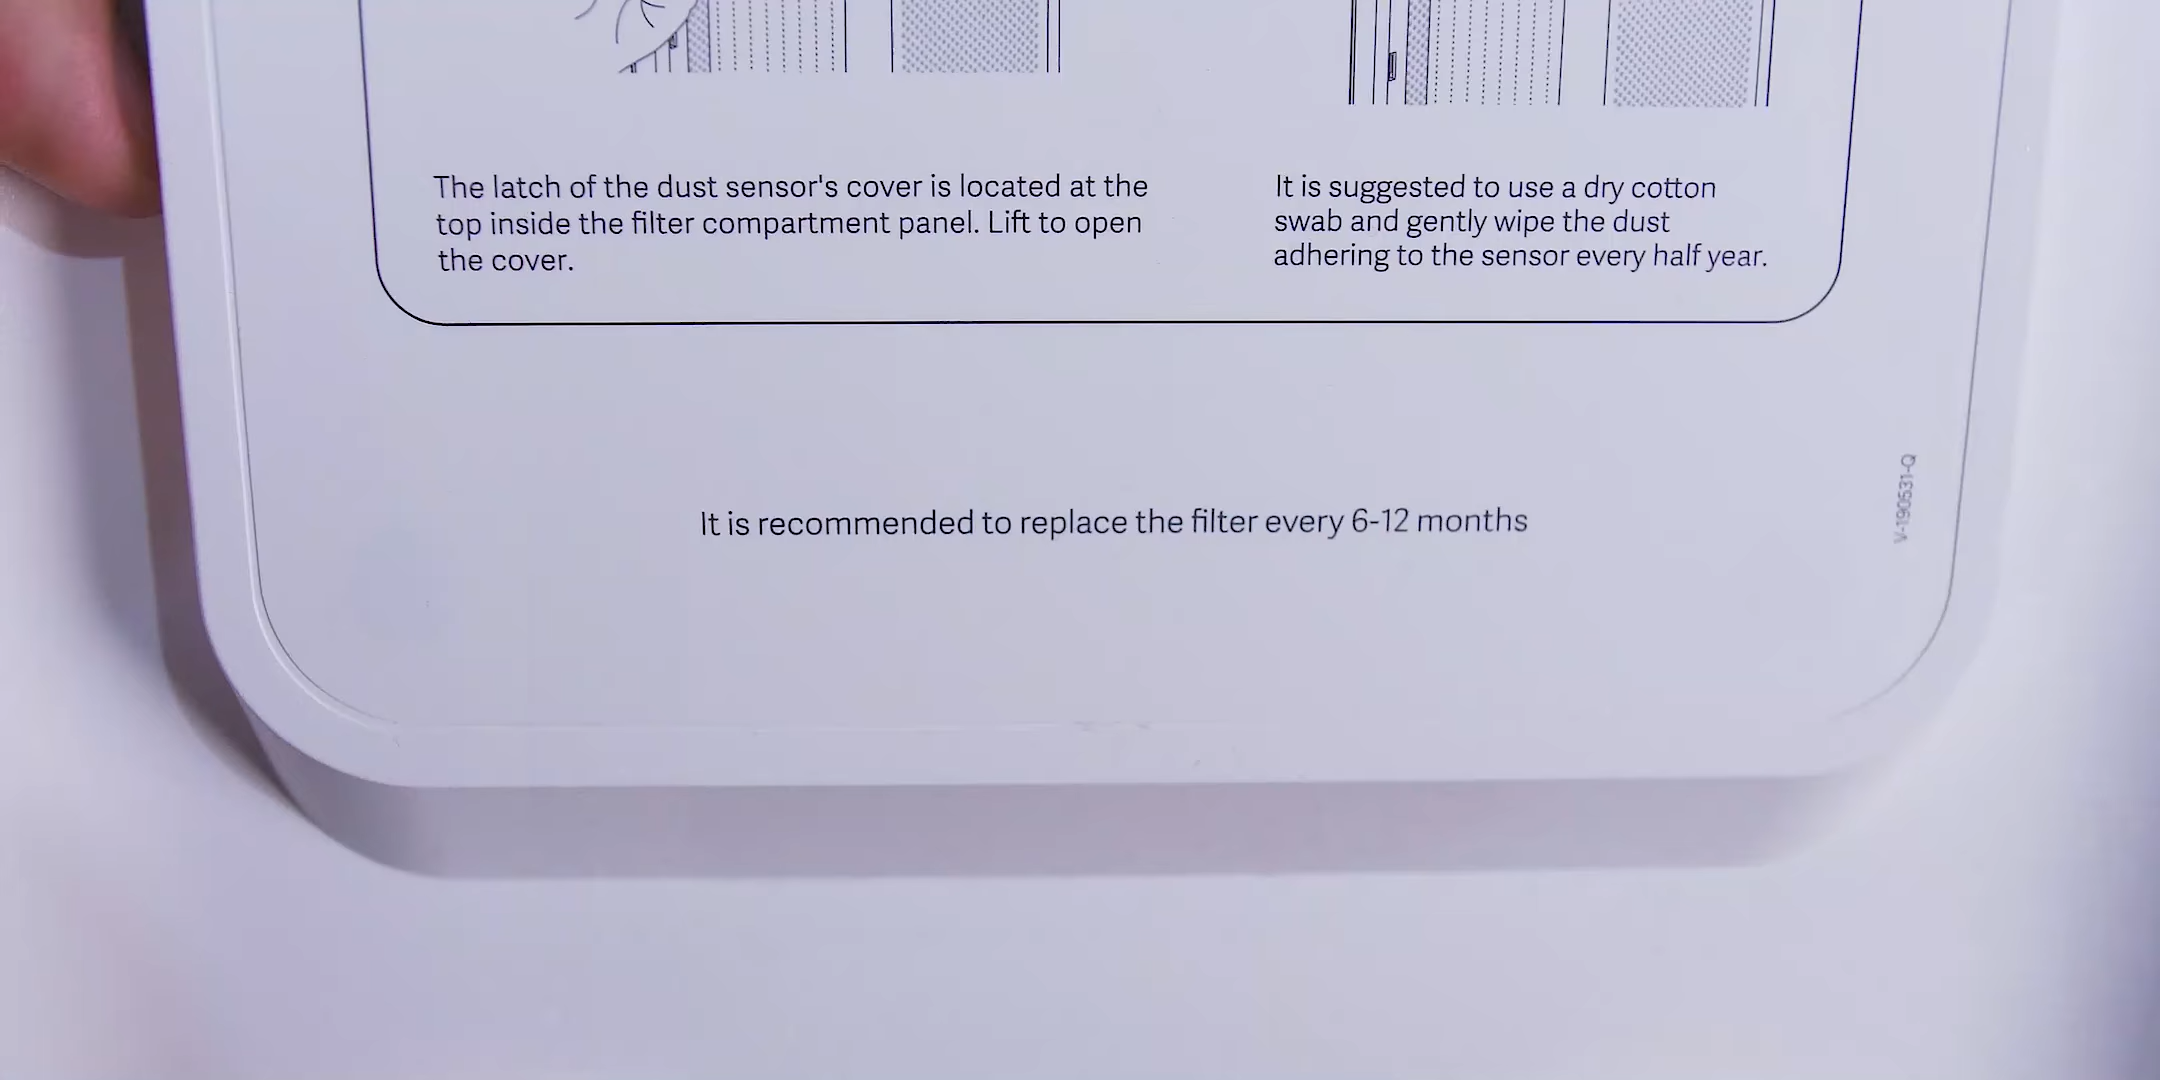 The latch of the dust sensor's cover is located at the
top inside the filter compartment panel. Lift to open
the cover.
It is suggested to use a dry cotton
swab and gently wipe the dust
adhering to the sensor every half year.
It is recommended to replace the filter every 6-12 months